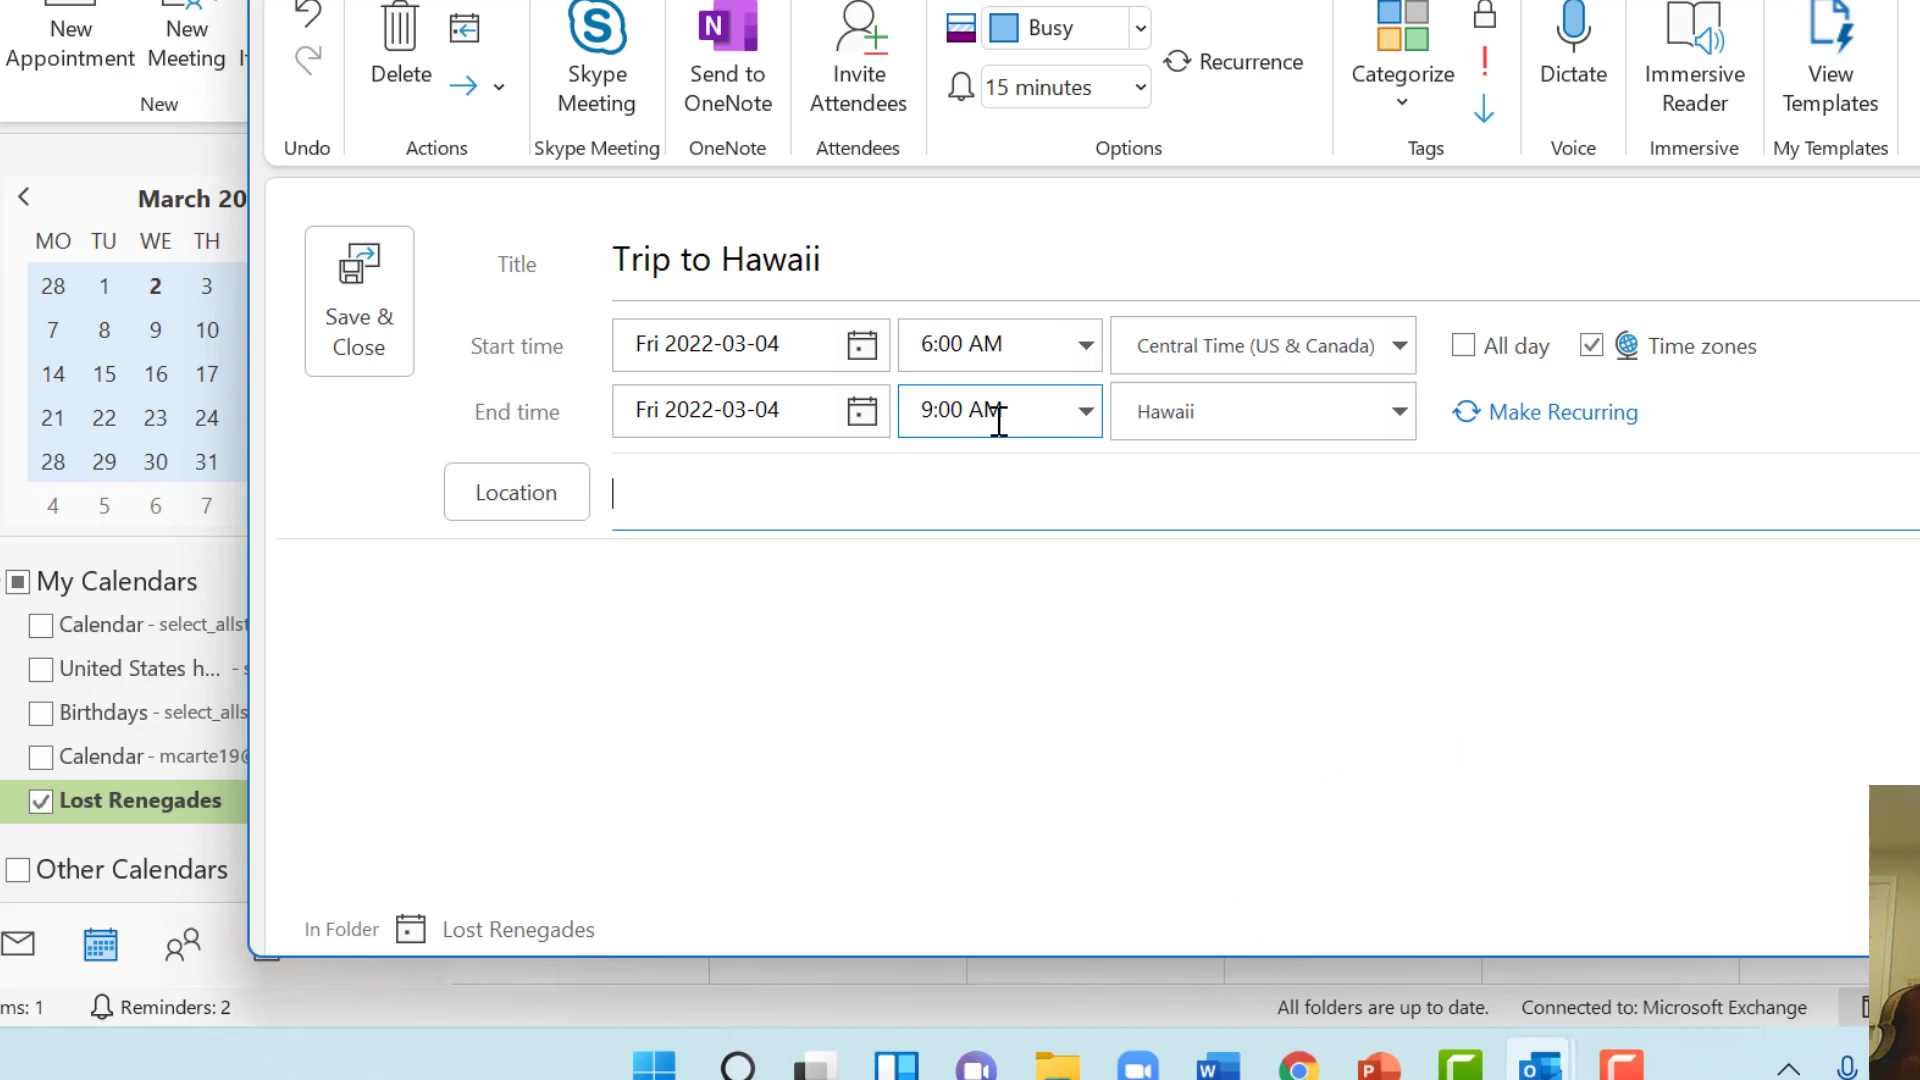 New
Appointment
New
Meeting
New
Undo
Delete
Actions
Skype
Meeting
Skype Meeting
N
Send to
OneNote
OneNote
Invite
Attendees
Attendees
Busy
15 minutes
Recurrence
Options
Categorize
Tags
Dictate
Voice
Immersive
Reader
Immersive
View
Templates
My Templates
March 20
MO TU WE TH
28 1 2 3
7 8 9 10
14 15 16 17
21 22 23 24
28 29 30 31
4 5 6 7
Save &
Close
Title
Trip to Hawaii
Start time
Fri 2022-03-04
6:00 AM
Central Time (US & Canada)
All day
Time zones
End time
Fri 2022-03-04
9:00 AM
Hawaii
Make Recurring
Location
My Calendars
Calendar - select_allst
United States h... - s
Birthdays - select_alls
Calendar - mcarte19@
Lost Renegades
Other Calendars
In Folder
Lost Renegades
ms: 1
Reminders: 2
All folders are up to date.
Connected to: Microsoft Exchange